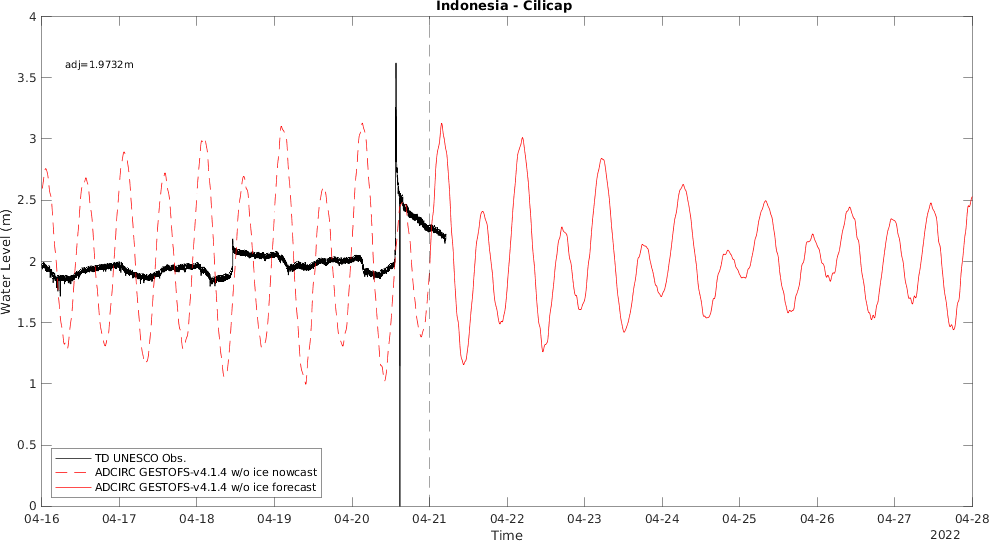 Indonesia - Cilicap
4
3.5
3
2.5
2
1.5
1
0.5
0
Water Level (m)
adj=1.9732m
TD UNESCO Obs.
ADCIRC GESTOFS-v4.1.4 w/o ice nowcast
ADCIRC GESTOFS-v4.1.4 w/o ice forecast
04-16 04-17 04-18 04-19 04-20 04-21 04-22 04-23 04-24 04-25 04-26 04-27 04-28
Time
2022